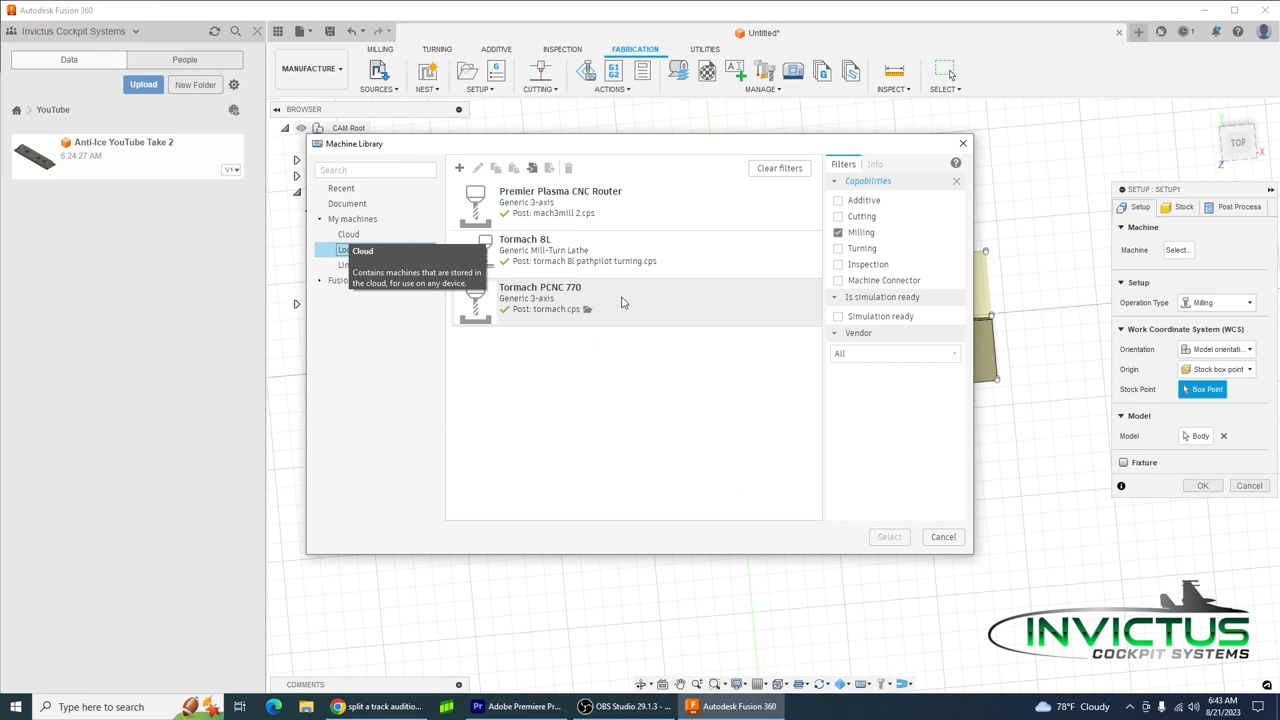 Autodesk Fusion 360
Invictus Cockpit Systems
Untitled*
1
Data
People
Upload
New Folder
YouTube
Anti-Ice YouTube Take 2
6:24:27 AM
V1
MILLING
TURNING
ADDITIVE
INSPECTION
FABRICATION
UTILITIES
MANUFACTURE
SOURCES
NEST
SETUP
CUTTING
ACTIONS
MANAGE
INSPECT
SELECT
G1
G2
BROWSER
CAM Root
TOP
X
Z
Machine Library
Search
Recent
Document
My machines
Cloud
Cloud
Contains machines that are stored in
the cloud, for use on any device.
Clear filters
Premier Plasma CNC Router
Generic 3-axis
Post: mach3mill 2.cps
Tormach 8L
Generic Mill-Turn Lathe
Post: tormach 8l pathpilot turning.cps
Tormach PCNC 770
Generic 3-axis
Post: tormach.cps
Filters
Info
Capabilities
Additive
Cutting
Milling
Turning
Inspection
Machine Connector
Is simulation ready
Simulation ready
Vendor
All
Select
Cancel
SETUP : SETUP1
Setup
Stock
Post Process
Machine
Machine
Select...
Setup
Operation Type
Milling
Work Coordinate System (WCS)
Orientation
Model orientati...
Origin
Stock box point
Stock Point
Box Point
Model
Model
Body
Fixture
OK
Cancel
INVICTUS
COCKPIT SYSTEMS
COMMENTS
Type here to search
split a track auditio...
Adobe Premiere Pr...
OBS Studio 29.1.3 - ...
Autodesk Fusion 360
78°F Cloudy
6:43 AM
8/21/2023